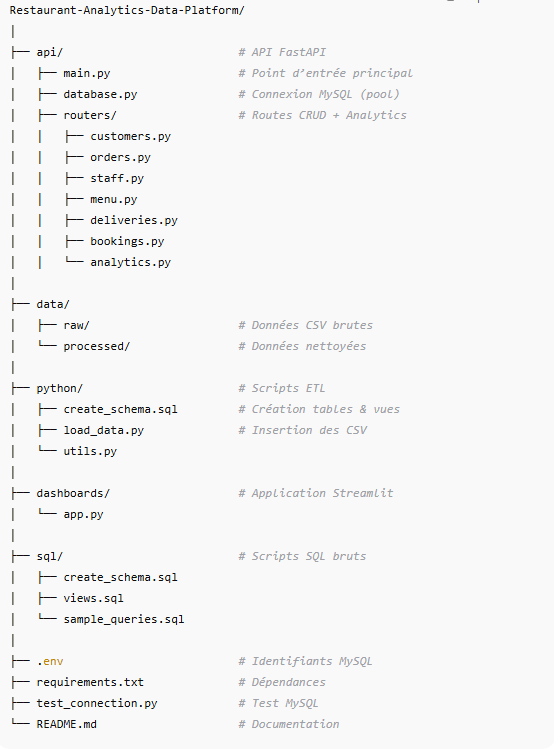 Restaurant-Analytics-Data-Platform/
│
├── api/                         # API FastAPI
│   ├── main.py                  # Point d’entrée principal
│   ├── database.py              # Connexion MySQL (pool)
│   ├── routers/                 # Routes CRUD + Analytics
│   │   ├── customers.py
│   │   ├── orders.py
│   │   ├── staff.py
│   │   ├── menu.py
│   │   ├── deliveries.py
│   │   ├── bookings.py
│   │   └── analytics.py
│
├── data/
│   ├── raw/                     # Données CSV brutes
│   └── processed/               # Données nettoyées
│
├── python/                      # Scripts ETL
│   ├── create_schema.sql        # Création tables & vues
│   ├── load_data.py             # Insertion des CSV
│   └── utils.py
│
├── dashboards/                  # Application Streamlit
│   └── app.py
│
├── sql/                         # Scripts SQL bruts
│   ├── create_schema.sql
│   ├── views.sql
│   └── sample_queries.sql
│
├── .env                         # Identifiants MySQL
├── requirements.txt             # Dépendances
├── test_connection.py           # Test MySQL
└── README.md                    # Documentation